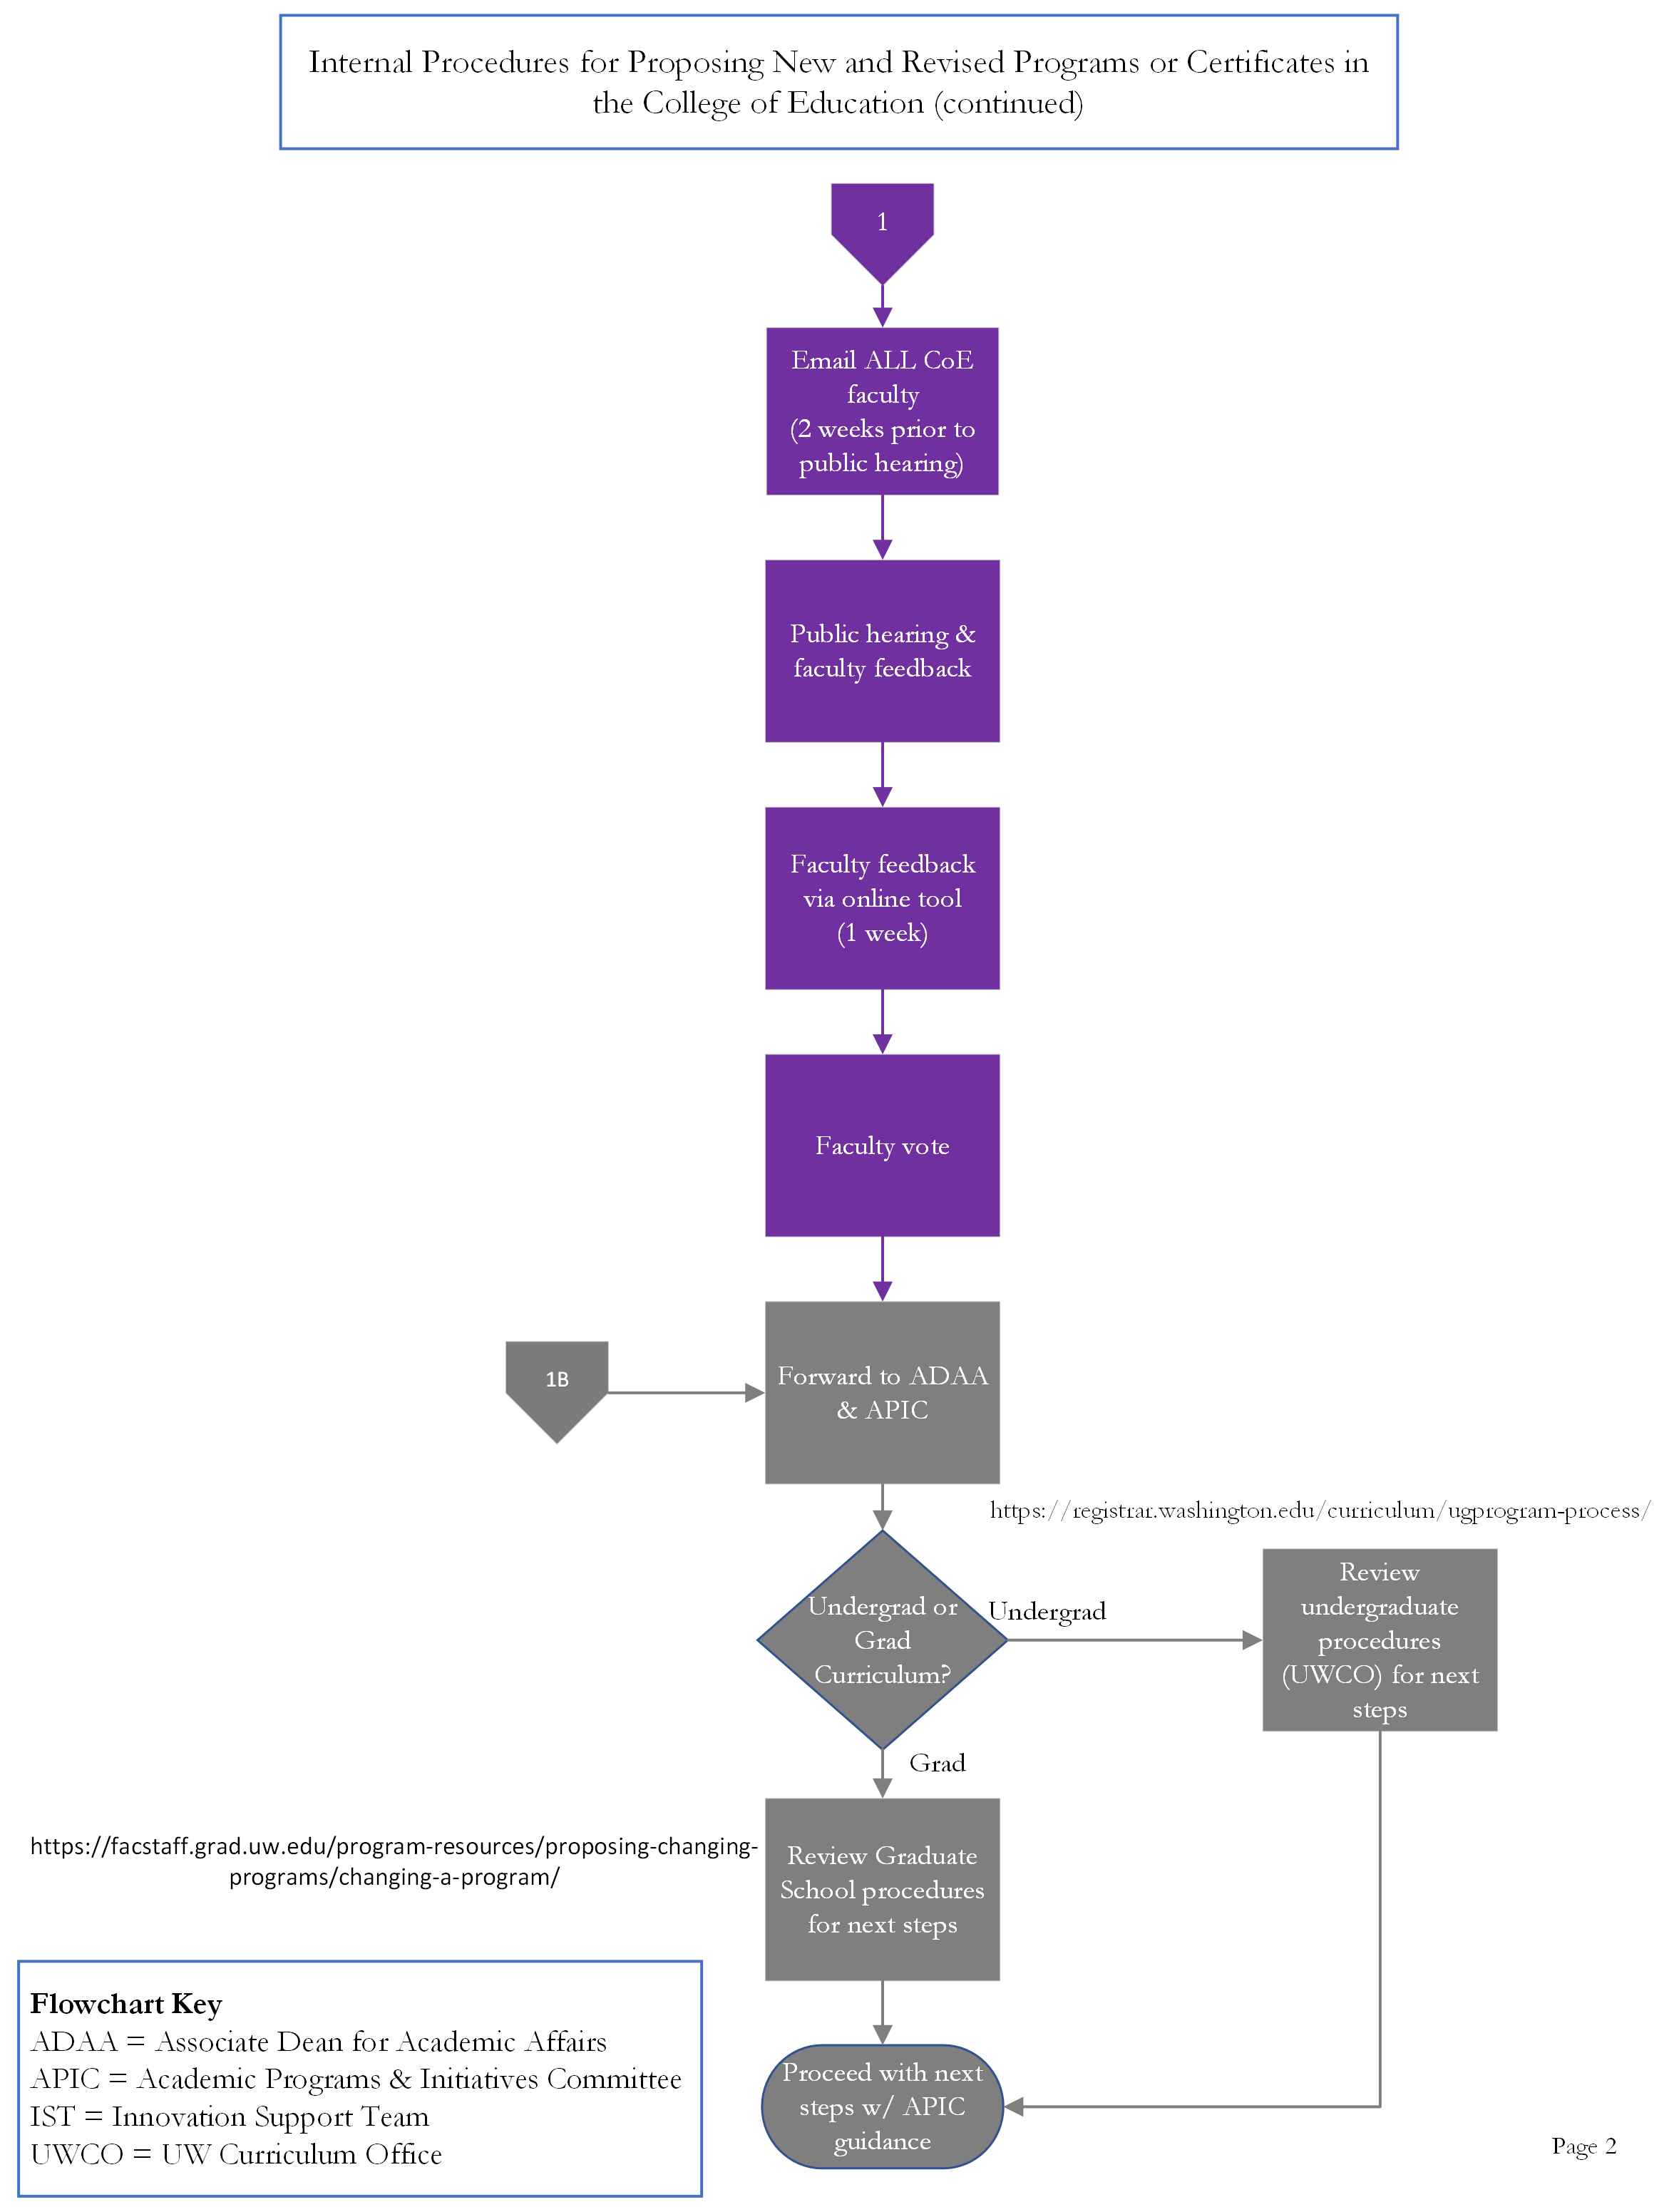 Internal Procedures for Proposing New and Revised Programs or Certificates in
the College of Education (continued)
1
Email ALL CoE
faculty
(2 weeks prior to
public hearing)
Public hearing &
faculty feedback
Faculty feedback
via online tool
(1 week)
Faculty vote
1B
Forward to ADAA
& APIC
https://registrar.washington.edu/curriculum/ugprogram-process/
Undergrad or
Grad
Curriculum?
Undergrad
Review
undergraduate
procedures
(UWCO) for next
steps
Grad
https://facstaff.grad.uw.edu/program-resources/proposing-changing-
programs/changing-a-program/
Review Graduate
School procedures
for next steps
Proceed with next
steps w/ APIC
guidance
Flowchart Key
ADAA = Associate Dean for Academic Affairs
APIC = Academic Programs & Initiatives Committee
IST = Innovation Support Team
UWCO = UW Curriculum Office
Page 2